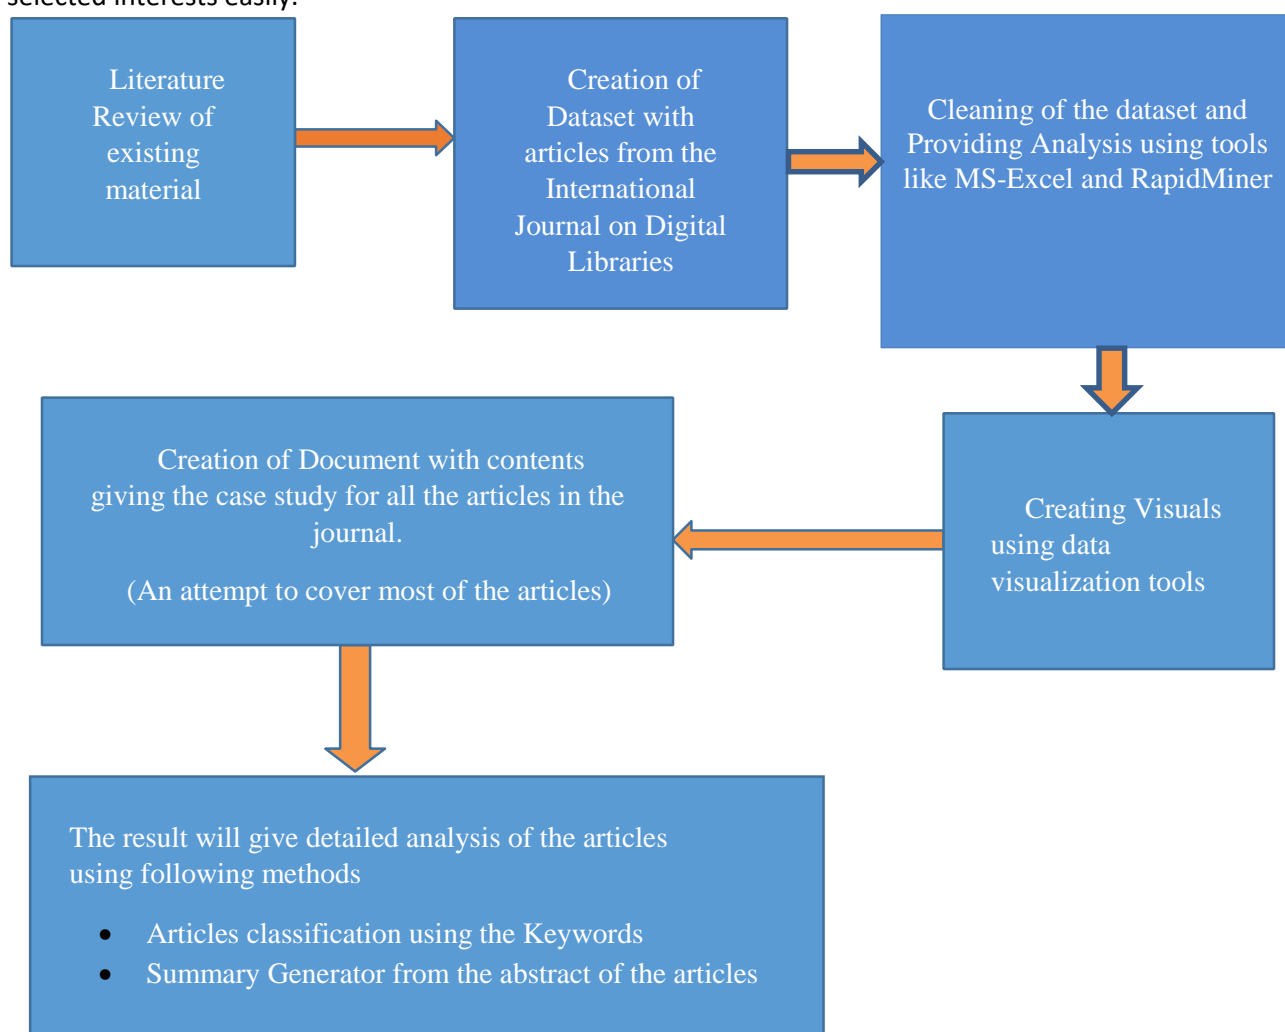 selected interests easily.
Literature
Review of
existing
material
Creation of
Dataset with
articles from the
International
Journal on Digital
Libraries
Cleaning of the dataset and
Providing Analysis using tools
like MS-Excel and RapidMiner
Creating Visuals
using data
visualization tools
Creation of Document with contents
giving the case study for all the articles in the
journal.
(An attempt to cover most of the articles)
The result will give detailed analysis of the articles
using following methods
• Articles classification using the Keywords
• Summary Generator from the abstract of the articles